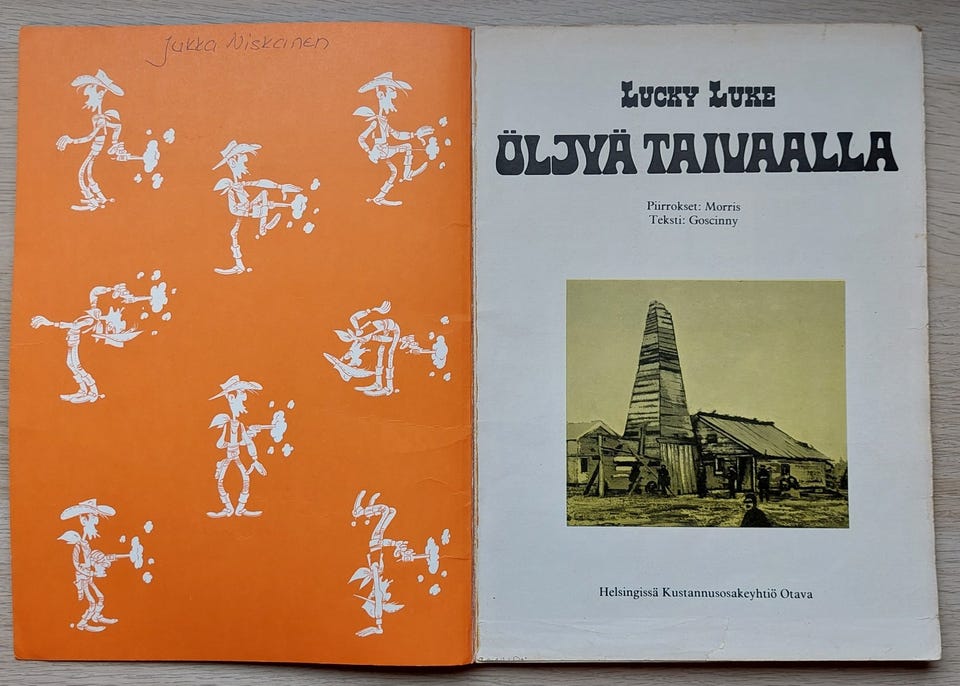 Jukka Niskanen
LUCKY LUKE
ÖLJYÄ TAIVAALLA
Piirrokset: Morris
Teksti: Goscinny
Helsingissä Kustannusosakeyhtiö Otava